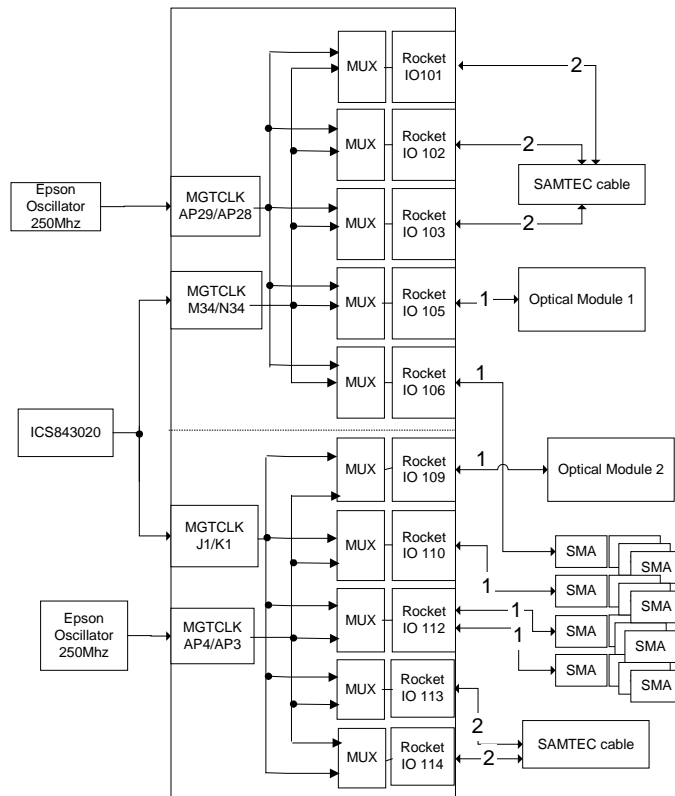 MUX
Rocket
IO101
2
MUX
Rocket
IO 102
2
SAMTEC cable
Epson
Oscillator
250Mhz
MGTCLK
AP29/AP28
MUX
Rocket
IO 103
2
MGTCLK
M34/N34
MUX
Rocket
IO 105
1
Optical Module 1
MUX
Rocket
IO 106
1
ICS843020
MUX
Rocket
IO 109
1
Optical Module 2
MGTCLK
J1/K1
MUX
Rocket
IO 110
1
SMA
SMA
SMA
SMA
Epson
Oscillator
250Mhz
MGTCLK
AP4/AP3
MUX
Rocket
IO 112
1
1
SMA
SMA
SMA
SMA
MUX
Rocket
IO 113
2
MUX
Rocket
IO 114
2
SAMTEC cable